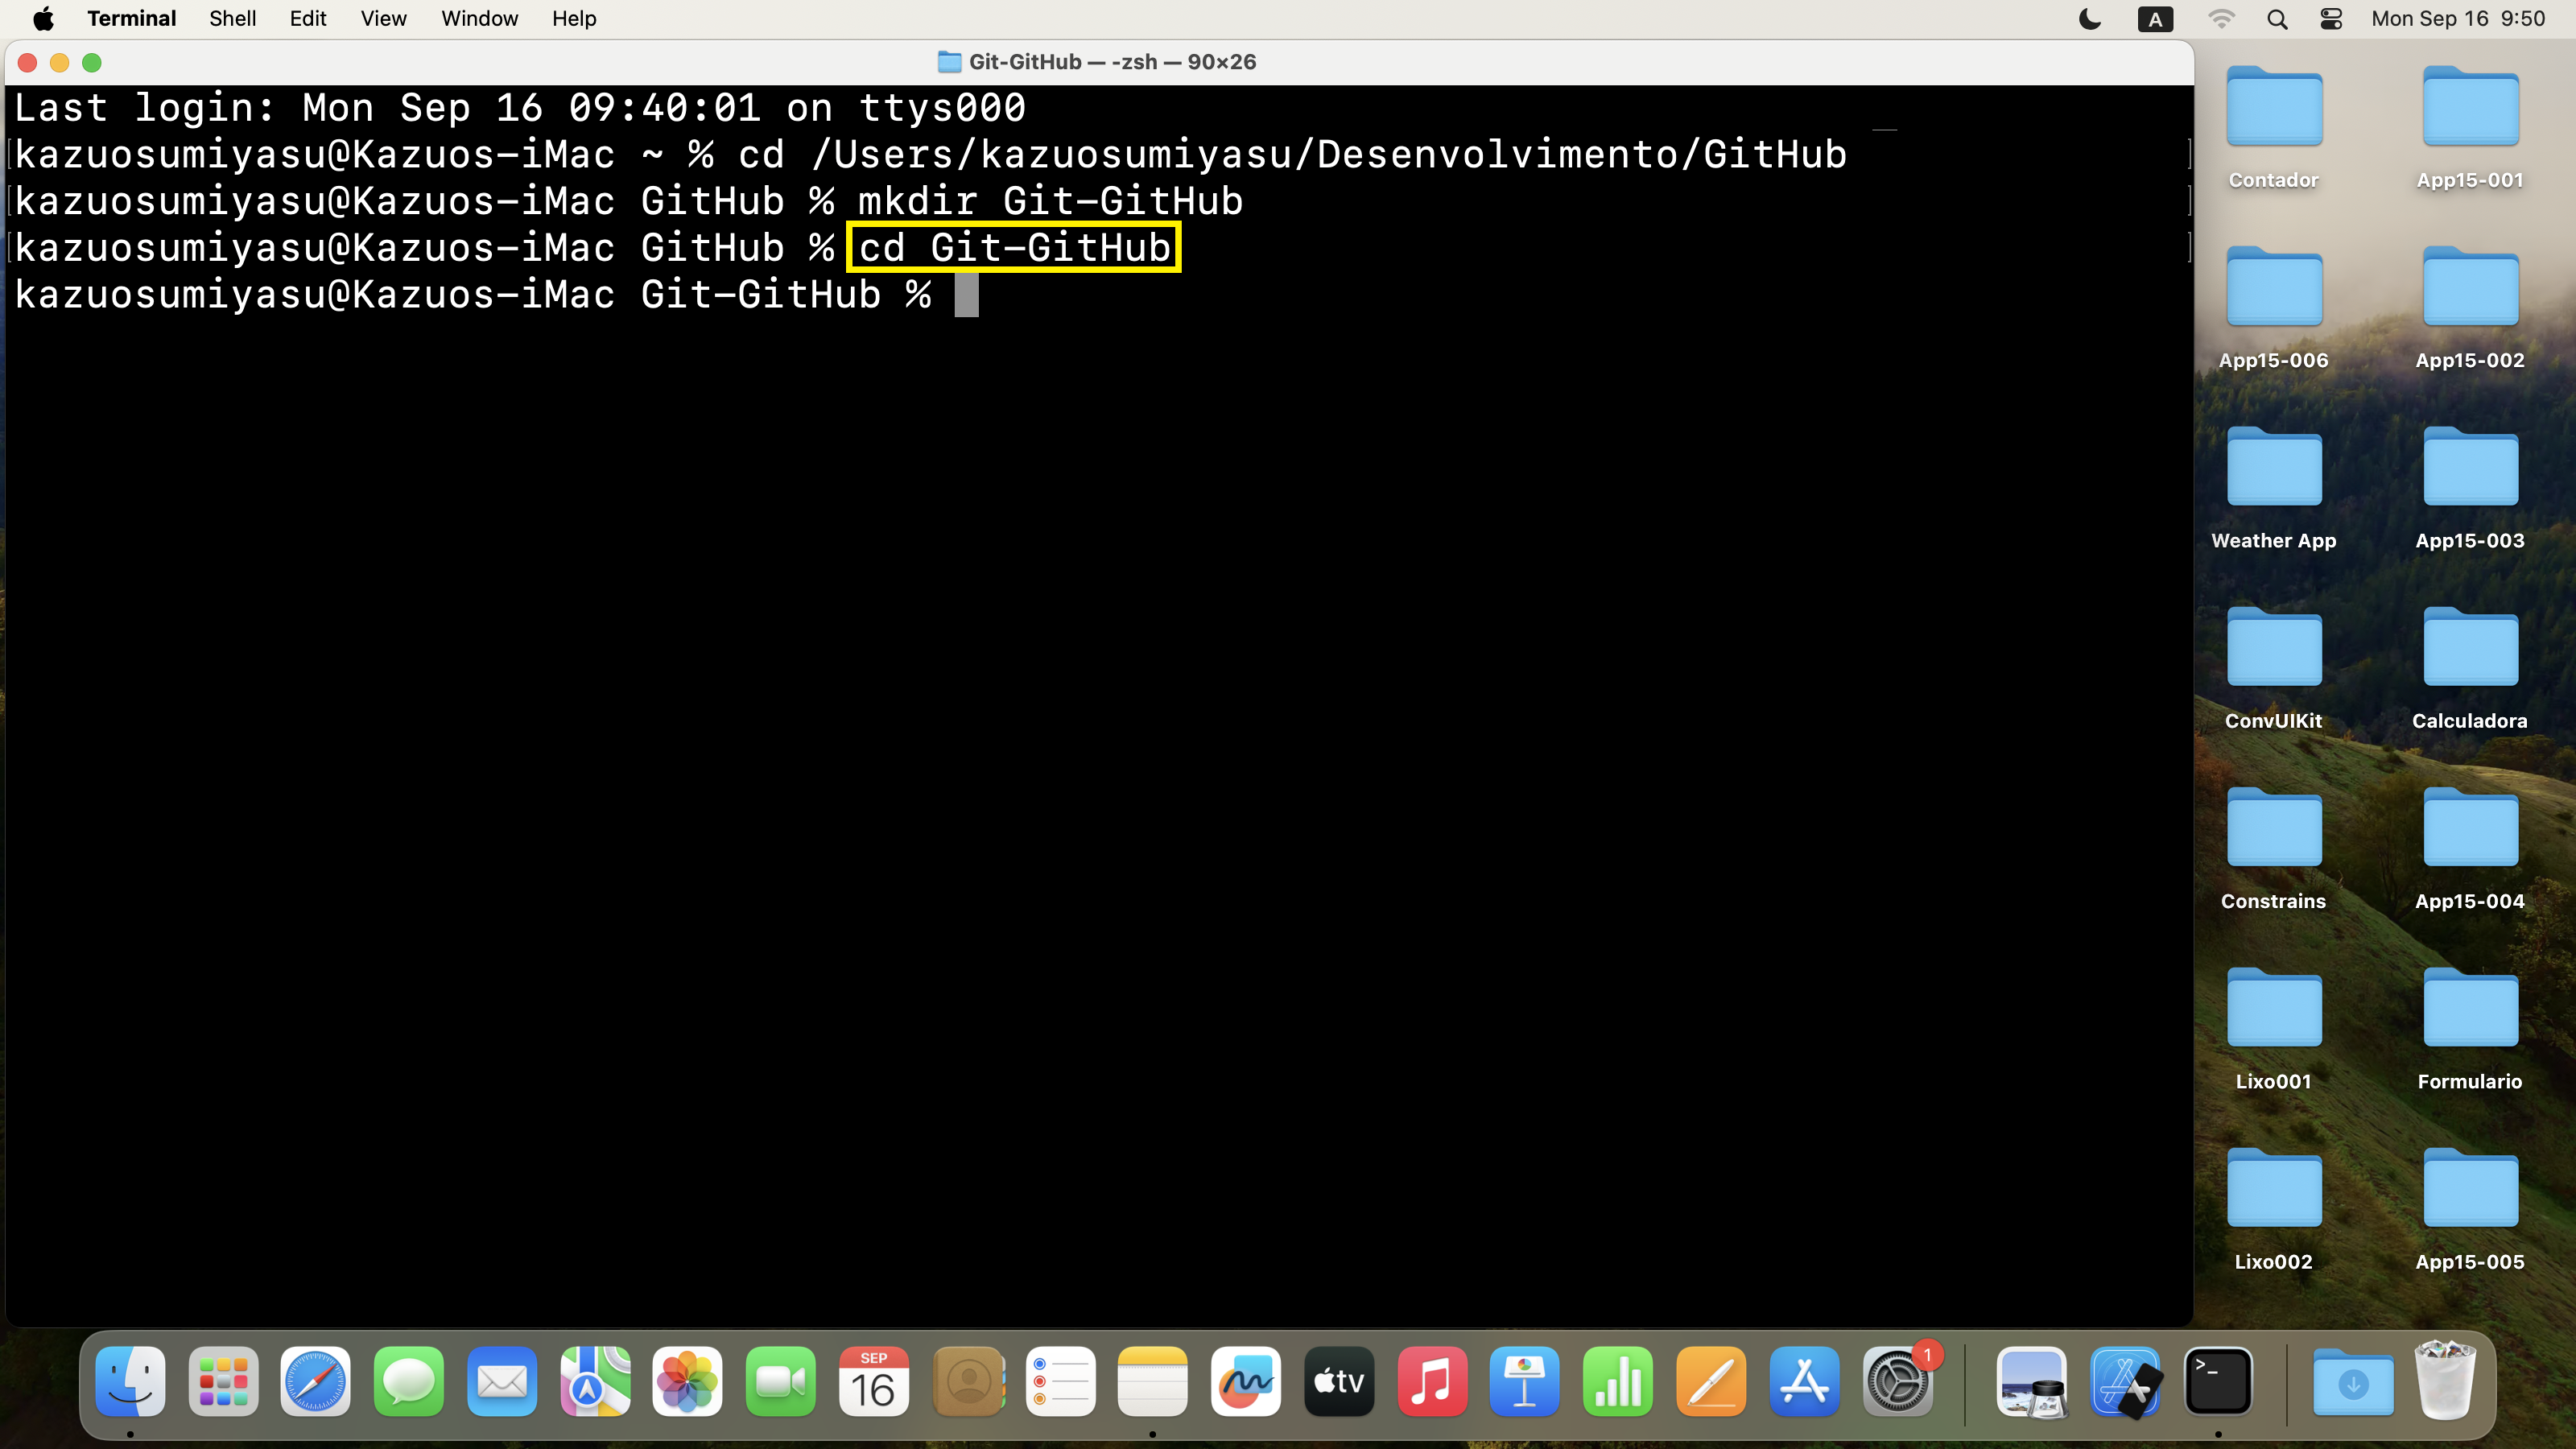 Terminal Shell Edit View Window Help A Mon Sep 16 9:50
Git-GitHub — -zsh — 90×26
Last login: Mon Sep 16 09:40:01 on ttys000
kazuosumiyasu@Kazuos-iMac ~ % cd /Users/kazuosumiyasu/Desenvolvimento/GitHub
kazuosumiyasu@Kazuos-iMac GitHub % mkdir Git-GitHub
kazuosumiyasu@Kazuos-iMac GitHub % cd Git-GitHub
kazuosumiyasu@Kazuos-iMac Git-GitHub %
Contador App15-001
App15-006 App15-002
Weather App App15-003
ConvUIKit Calculadora
Constrains App15-004
Lixo001 Formulario
Lixo002 App15-005
SEP
16
tv
1
>_